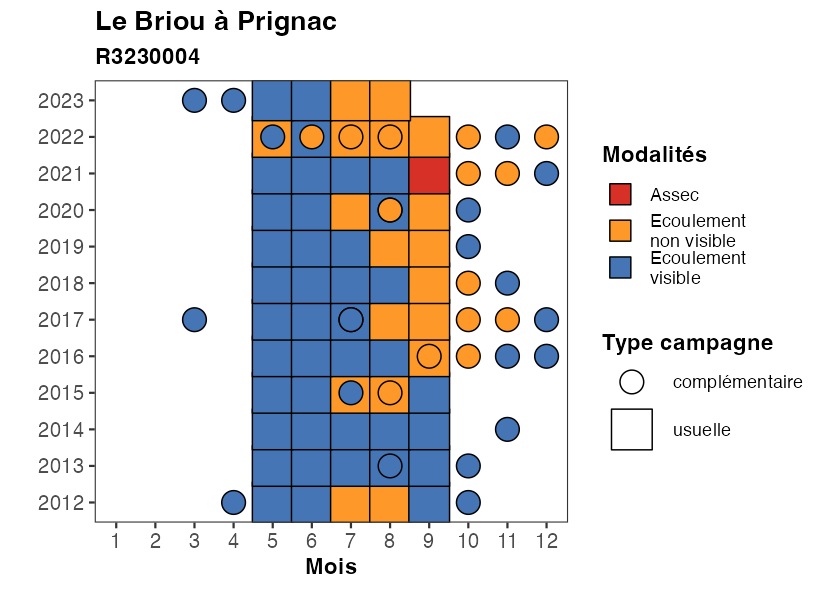 Le Briou à Prignac
R3230004
2023
2022
2021
2020
2019
2018
2017
2016
2015
2014
2013
2012
1 2 3 4 5 6 7 8 9 10 11 12
Mois
Modalités
Assec
Ecoulement
non visible
Ecoulement
visible
Type campagne
complémentaire
usuelle